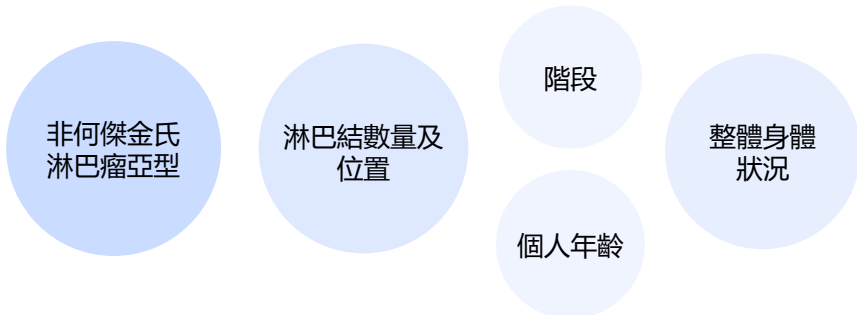 非何傑金氏
淋巴瘤亞型
淋巴結數量及
位置
階段
個人年齡
整體身體
狀況